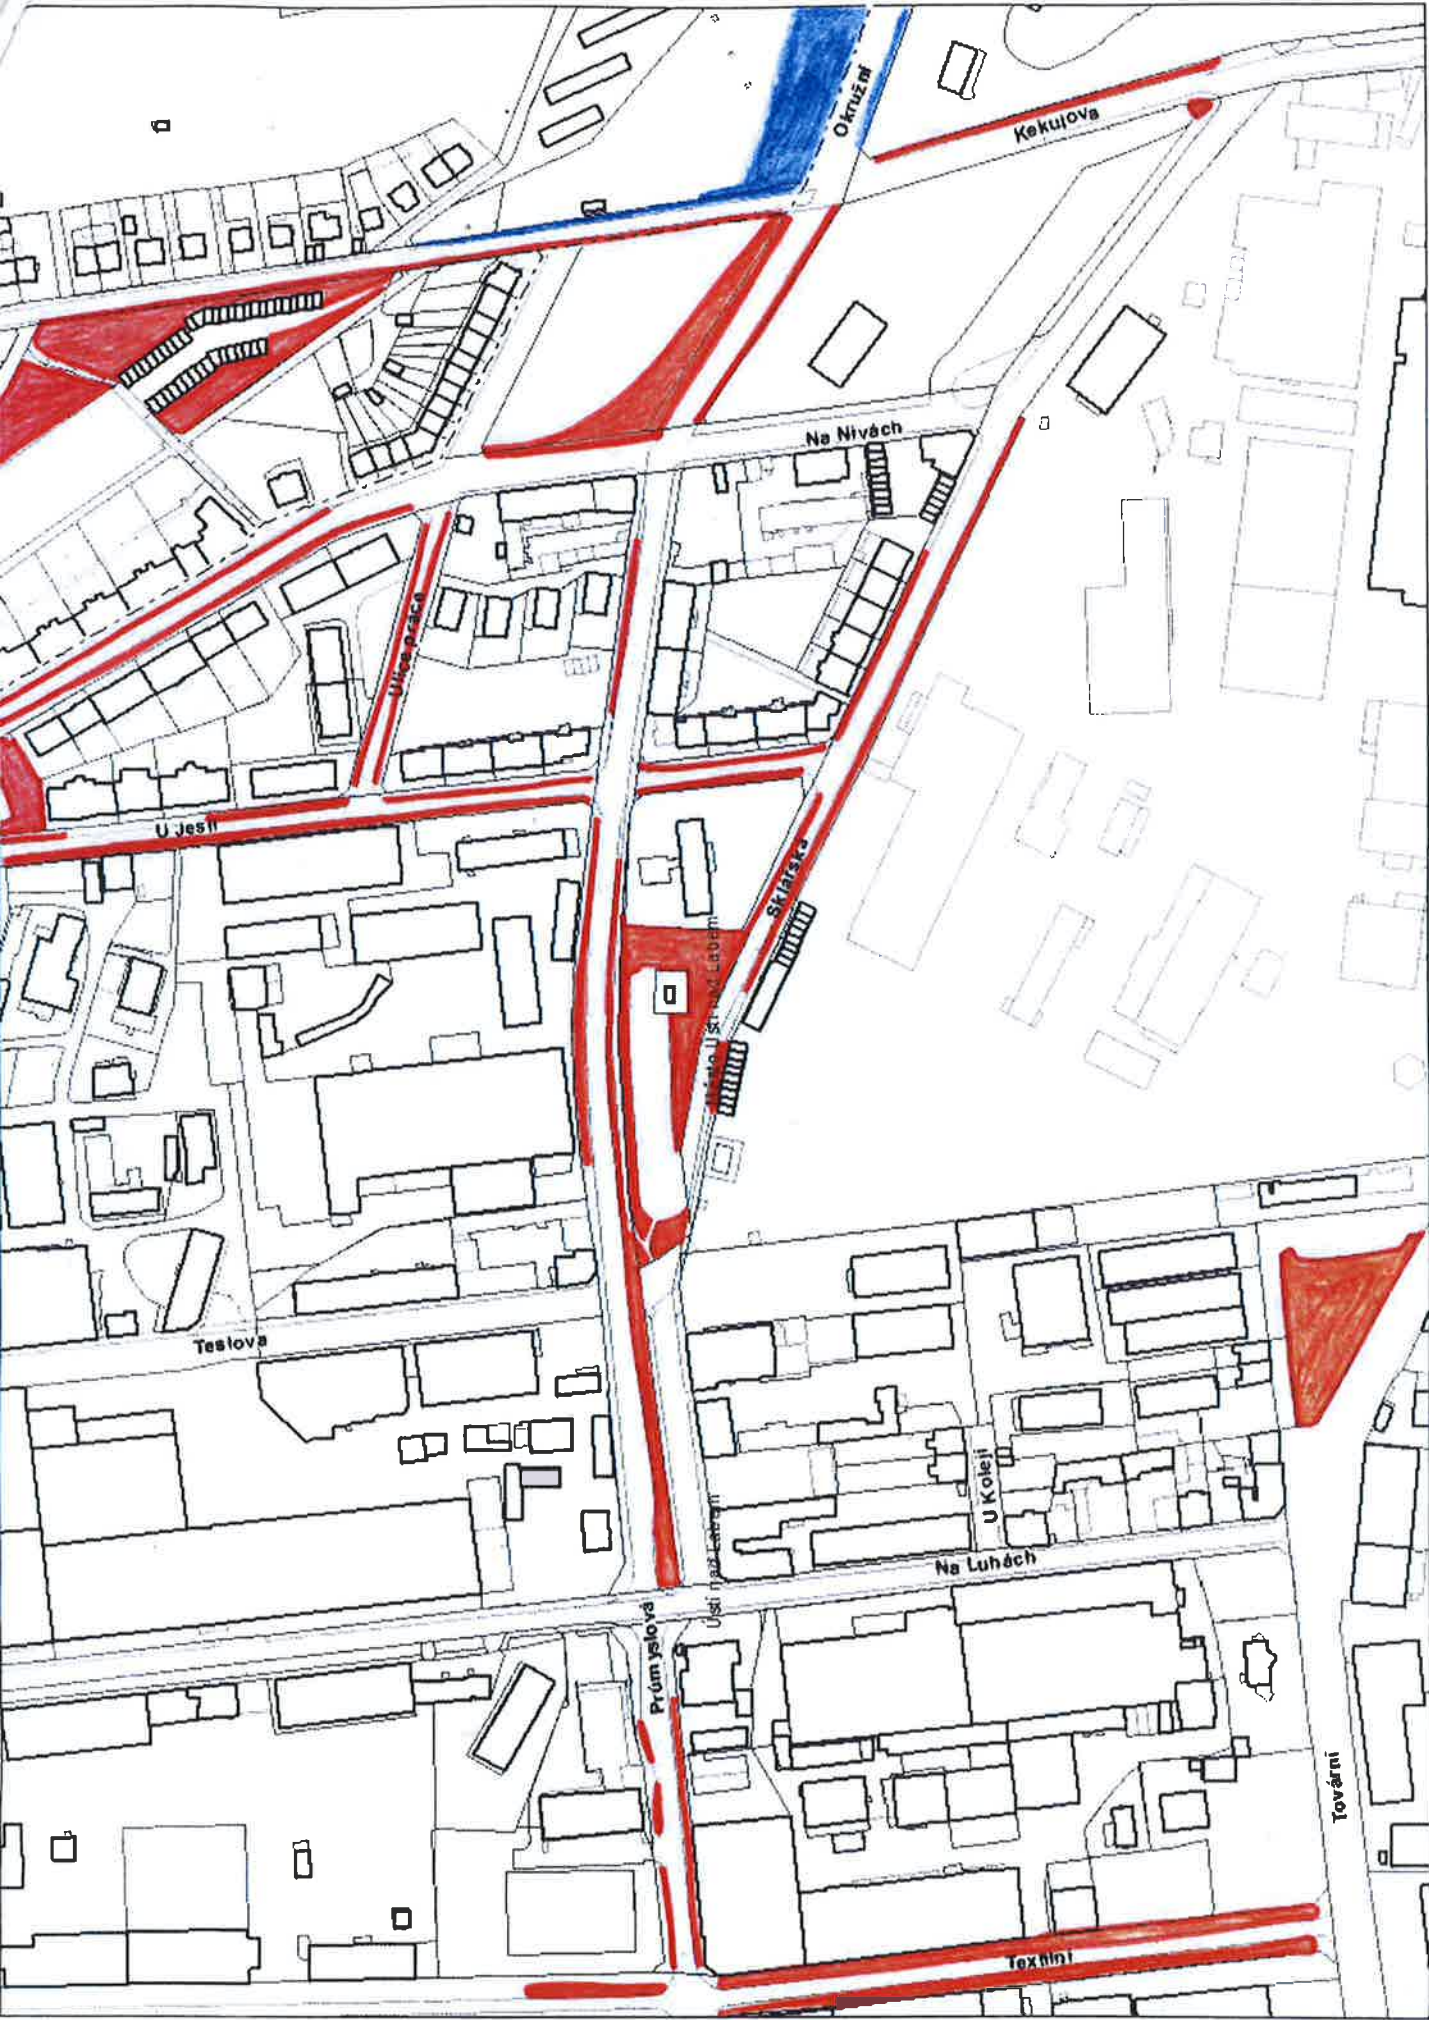 Okružní
Kekulova
Na Nivách
Ulice práce
U Jeslí
Sklářská
Město Ústí nad Labem
Teslova
U Koleji
Ústí nad Labem
Na Luhách
Průmyslová
Tovární
Textilní